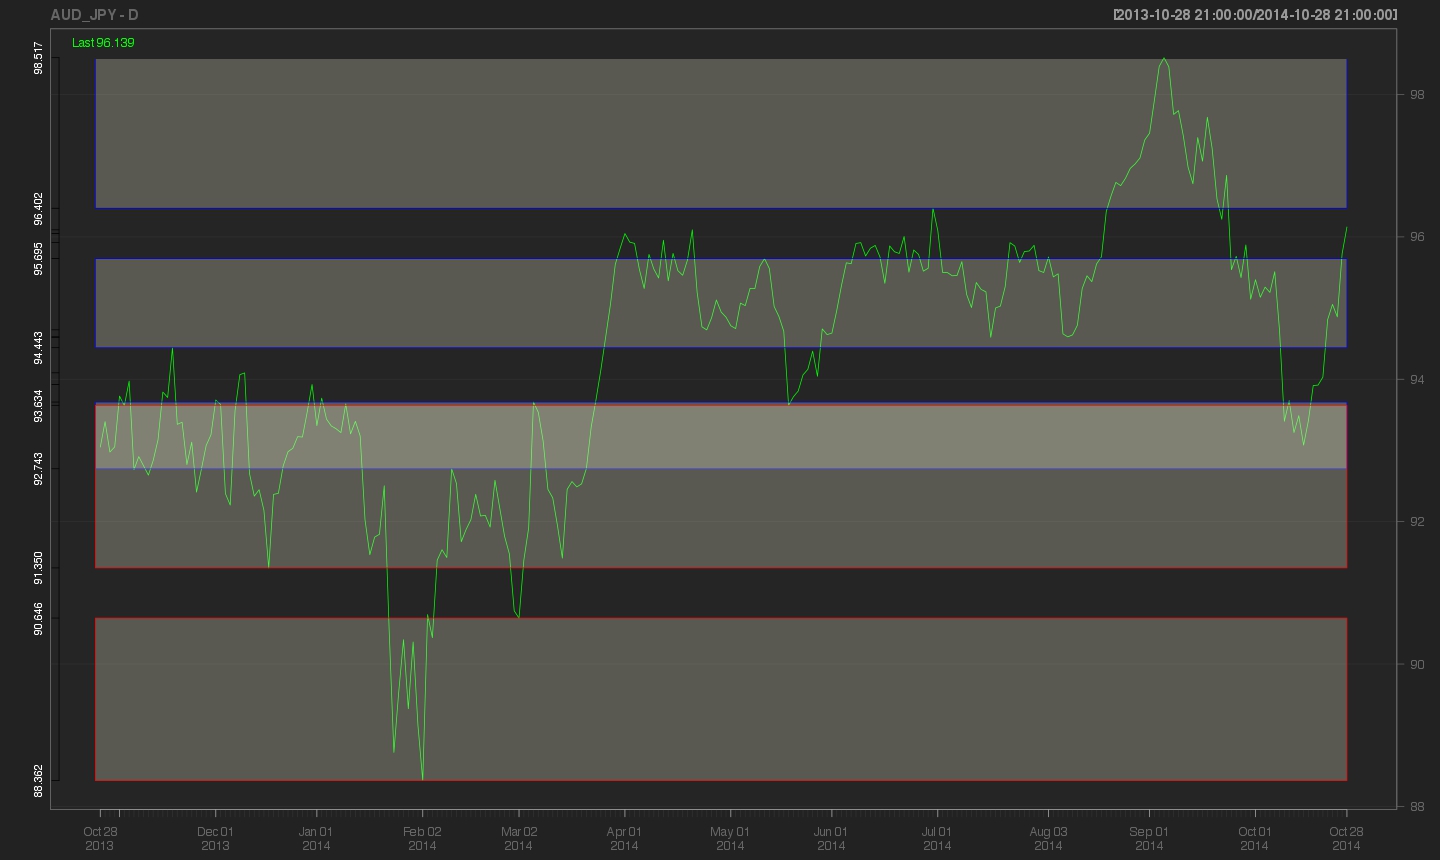 AUD_JPY - D
[2013-10-28 21:00:00/2014-10-28 21:00:00]
Last 96.139
98.517
96.402
95.695
94.443
93.634
92.743
91.350
90.646
88.362
98
96
94
92
90
88
Oct 28
2013
Dec 01
2013
Jan 01
2014
Feb 02
2014
Mar 02
2014
Apr 01
2014
May 01
2014
Jun 01
2014
Jul 01
2014
Aug 03
2014
Sep 01
2014
Oct 01
2014
Oct 28
2014